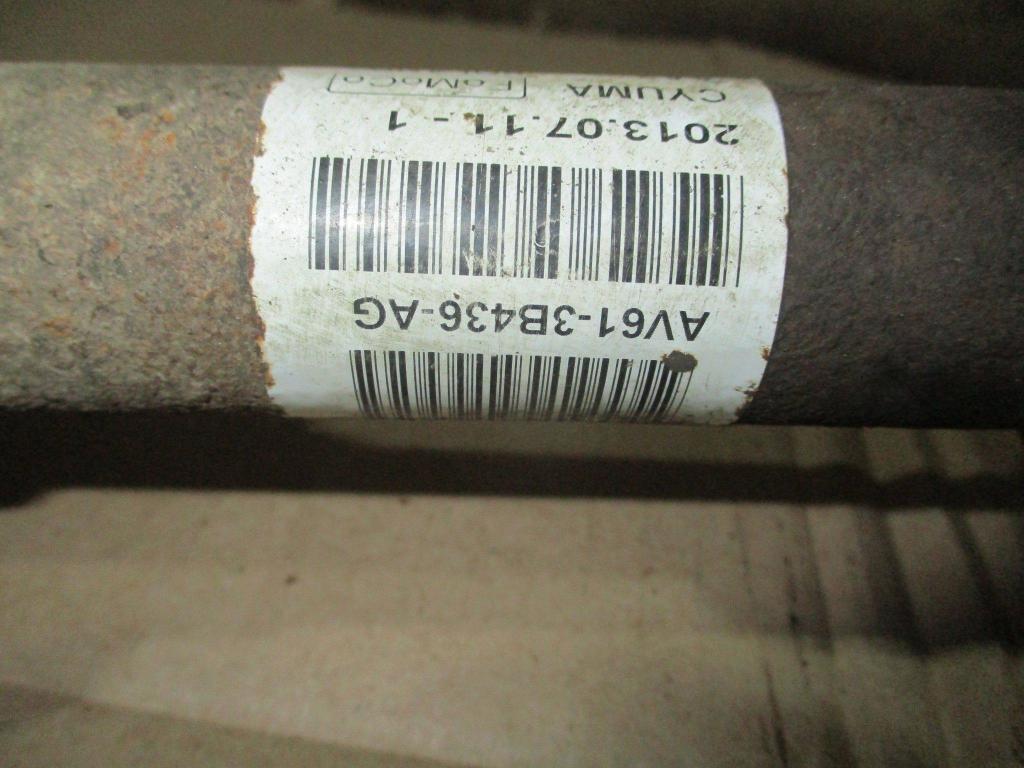 AV61-3B436-AG
2013.07.11 - 1
CYUMA FoMoCo